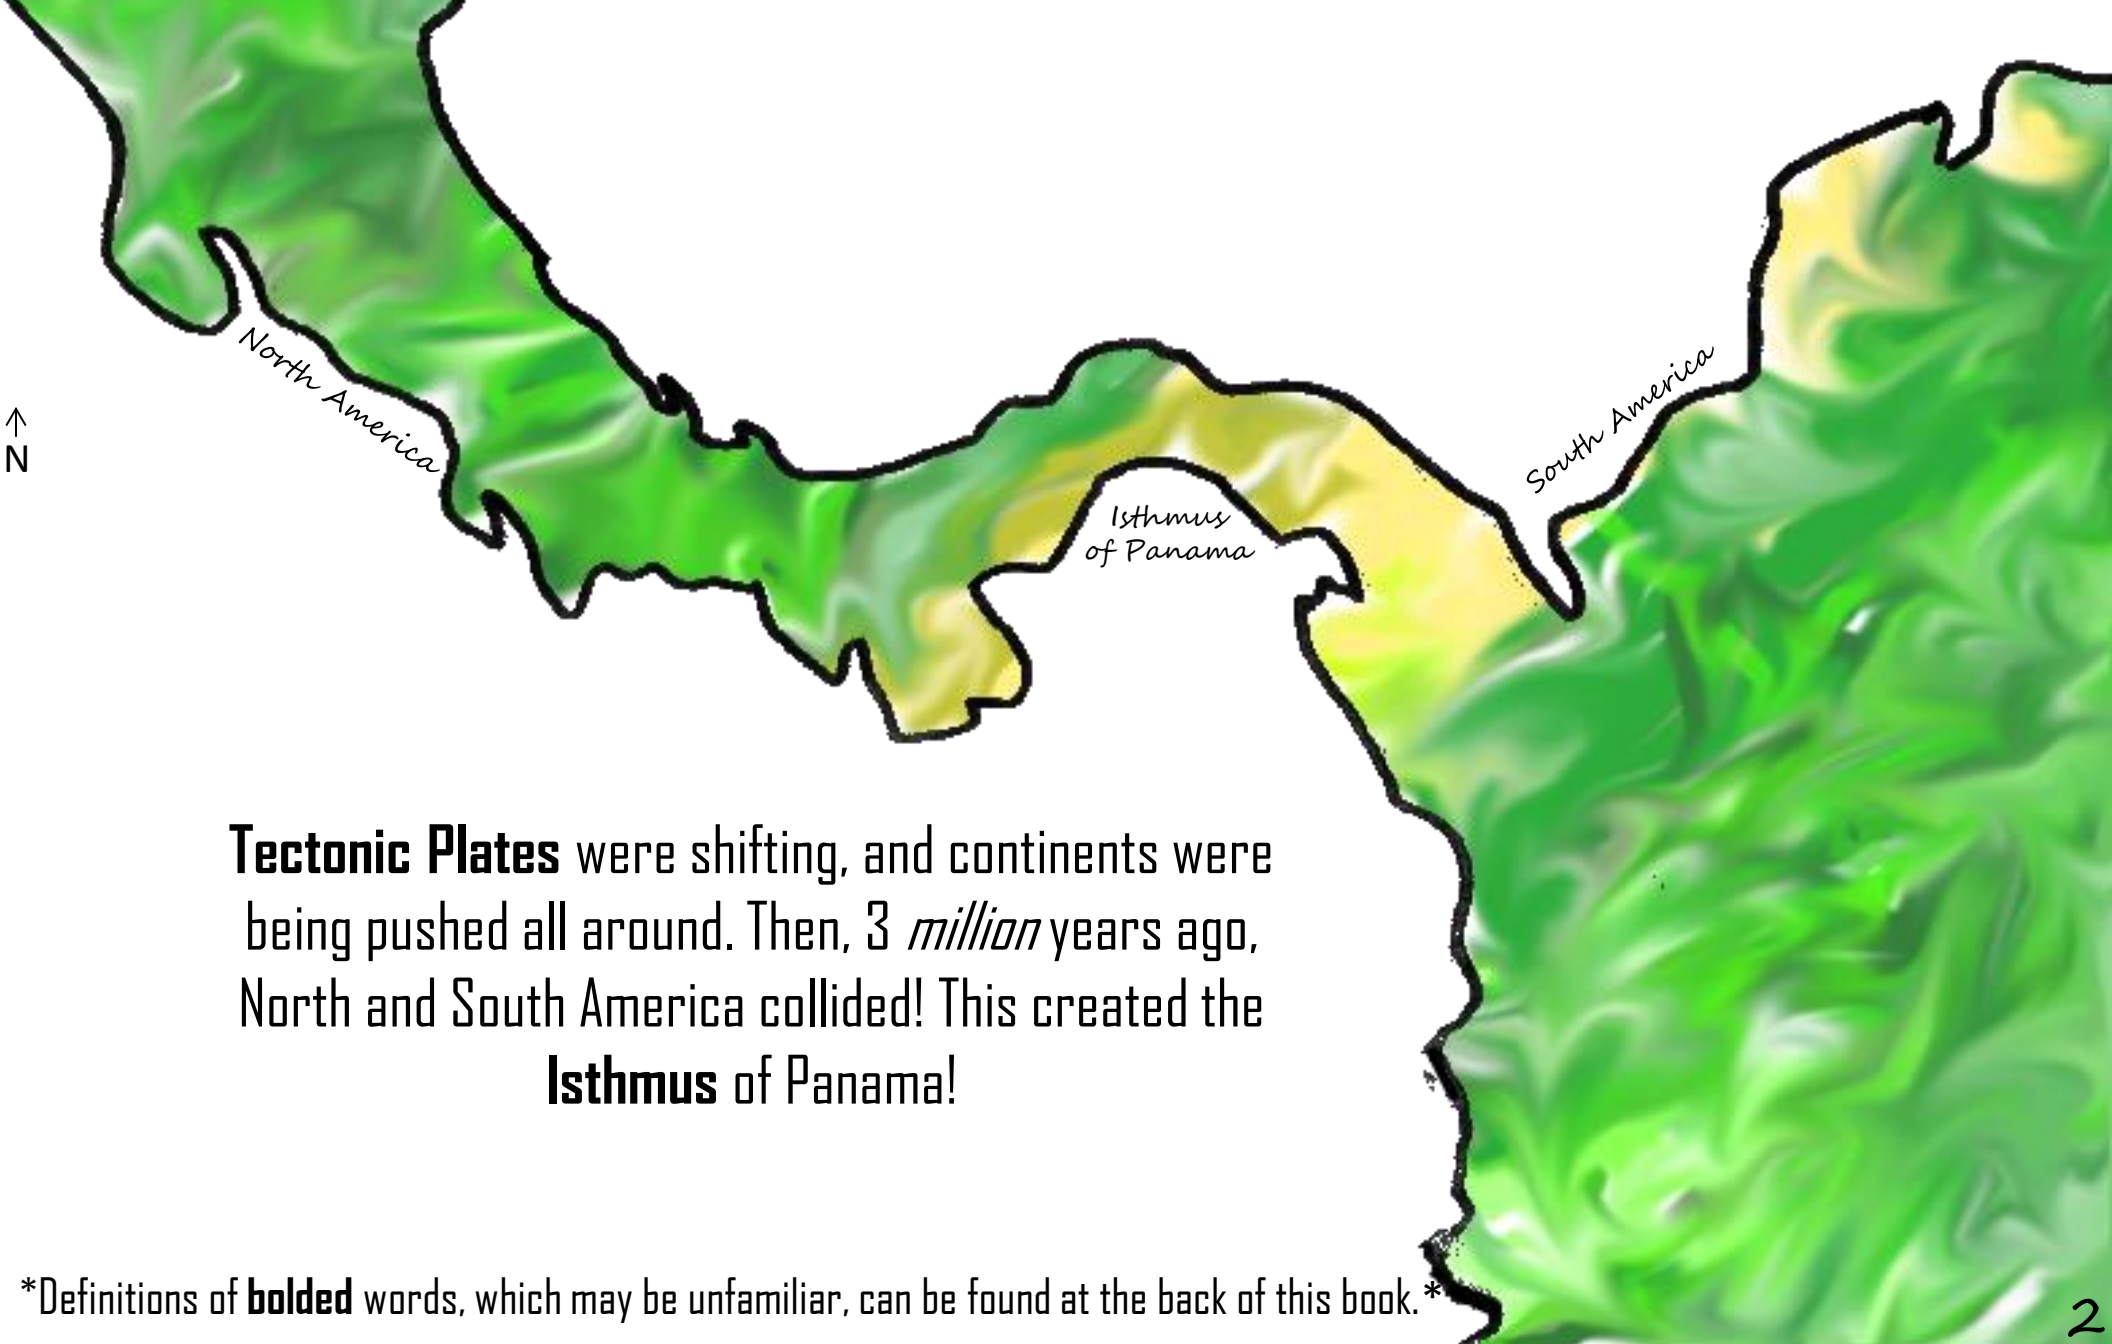 North America
↑
N
South America
Isthmus
of Panama
Tectonic Plates were shifting, and continents were
being pushed all around. Then, 3 million years ago,
North and South America collided! This created the
Isthmus of Panama!
*Definitions of bolded words, which may be unfamiliar, can be found at the back of this book.*
2